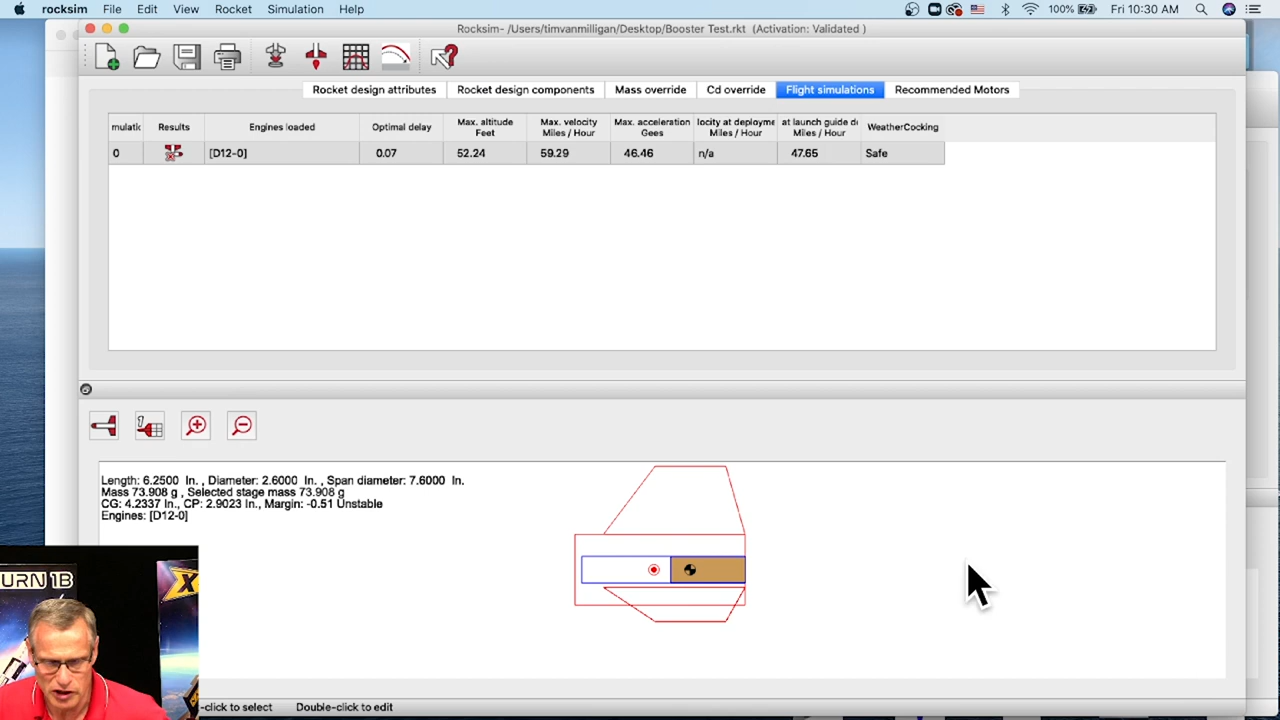 rocksim File Edit View Rocket Simulation Help 100% Fri 10:30 AM
Rocksim- /Users/timvanmilligan/Desktop/Booster Test.rkt (Activation: Validated )
Rocket design attributes Rocket design components Mass override Cd override Flight simulations Recommended Motors
mulatic Results Engines loaded Optimal delay Max. altitude Feet Max. velocity Miles / Hour Max. acceleration Gees locity at deployme Miles / Hour at launch guide de Miles / Hour WeatherCocking
0 [D12-0] 0.07 52.24 59.29 46.46 n/a 47.65 Safe
Length: 6.2500 In. , Diameter: 2.6000 In. , Span diameter: 7.6000 In.
Mass 73.908 g , Selected stage mass 73.908 g
CG: 4.2337 In., CP: 2.9023 In., Margin: -0.51 Unstable
Engines: [D12-0]
URN 1B
X
-click to select Double-click to edit